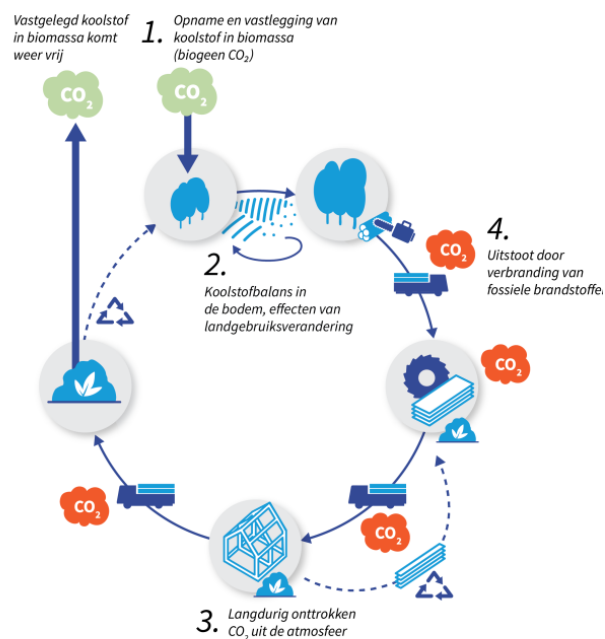 Vastgelegd koolstof
in biomassa komt
weer vrij
CO₂
1.
Opname en vastlegging van
koolstof in biomassa
(biogeen CO₂)
CO₂
2.
Koolstofbalans in
de bodem, effecten van
landgebruiksverandering
4.
Uitstoot door
verbranding van
fossiele brandstoffe
CO₂
CO₂
CO₂
CO₂
3.
Langdurig onttrokken
CO₂ uit de atmosfeer